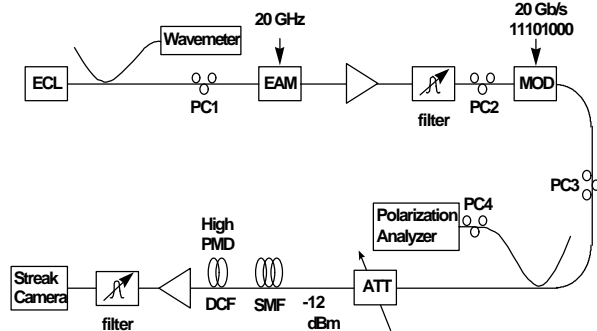 20 GHz
20 Gb/s
11101000
Wavemeter
ECL
PC1
EAM
filter
PC2
MOD
PC3
PC4
Polarization
Analyzer
High
PMD
Streak
Camera
filter
DCF
SMF
-12
dBm
ATT